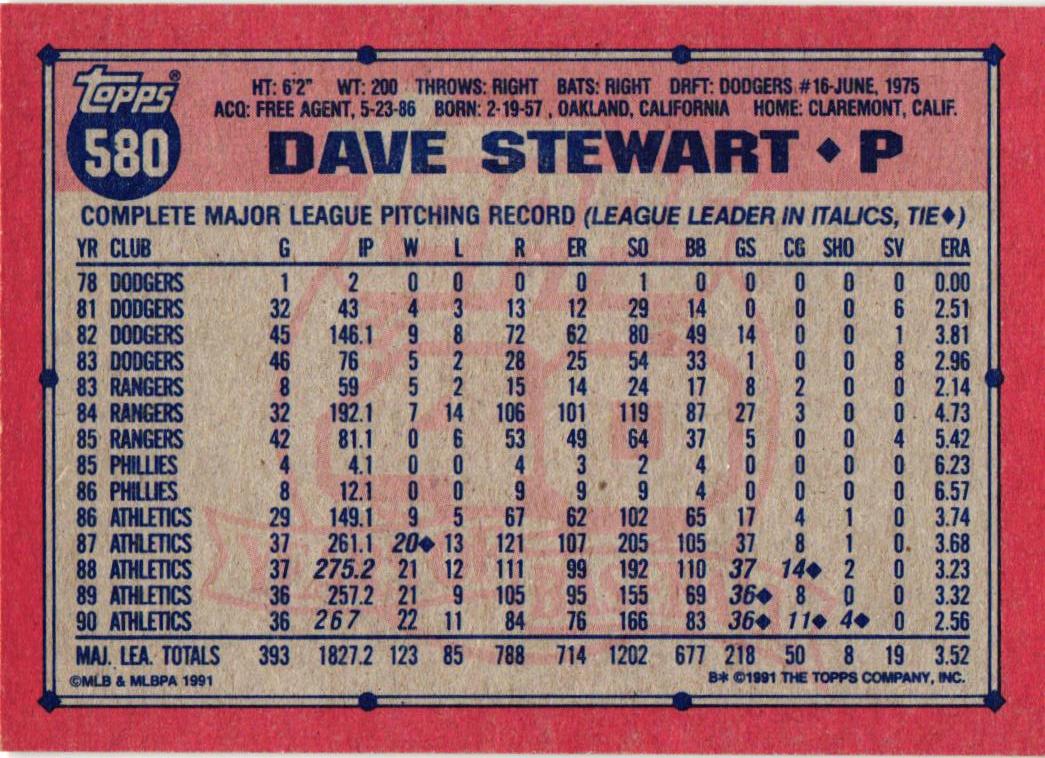 Topps®
580
HT: 6'2" WT: 200 THROWS: RIGHT BATS: RIGHT DRFT: DODGERS #16-JUNE, 1975
ACQ: FREE AGENT, 5-23-86 BORN: 2-19-57, OAKLAND, CALIFORNIA HOME: CLAREMONT, CALIF.
DAVE STEWART ♦ P
COMPLETE MAJOR LEAGUE PITCHING RECORD (LEAGUE LEADER IN ITALICS, TIE♦)
YR CLUB G IP W L R ER SO BB GS CG SHO SV ERA
78 DODGERS 1 2 0 0 0 0 1 0 0 0 0 0 0.00
81 DODGERS 32 43 4 3 13 12 29 14 0 0 0 6 2.51
82 DODGERS 45 146.1 9 8 72 62 80 49 14 0 0 1 3.81
83 DODGERS 46 76 5 2 28 25 54 33 1 0 0 8 2.96
83 RANGERS 8 59 5 2 15 14 24 17 8 2 0 0 2.14
84 RANGERS 32 192.1 7 14 106 101 119 87 27 3 0 0 4.73
85 RANGERS 42 81.1 0 6 53 49 64 37 5 0 0 4 5.42
85 PHILLIES 4 4.1 0 0 4 3 2 4 0 0 0 0 6.23
86 PHILLIES 8 12.1 0 0 9 9 9 4 0 0 0 0 6.57
86 ATHLETICS 29 149.1 9 5 67 62 102 65 17 4 1 0 3.74
87 ATHLETICS 37 261.1 20♦ 13 121 107 205 105 37 8 1 0 3.68
88 ATHLETICS 37 275.2 21 12 111 99 192 110 37 14♦ 2 0 3.23
89 ATHLETICS 36 257.2 21 9 105 95 155 69 36♦ 8 0 0 3.32
90 ATHLETICS 36 267 22 11 84 76 166 83 36♦ 11♦ 4♦ 0 2.56
MAJ. LEA. TOTALS 393 1827.2 123 85 788 714 1202 677 218 50 8 19 3.52
©MLB & MLBPA 1991 B* ©1991 THE TOPPS COMPANY, INC.